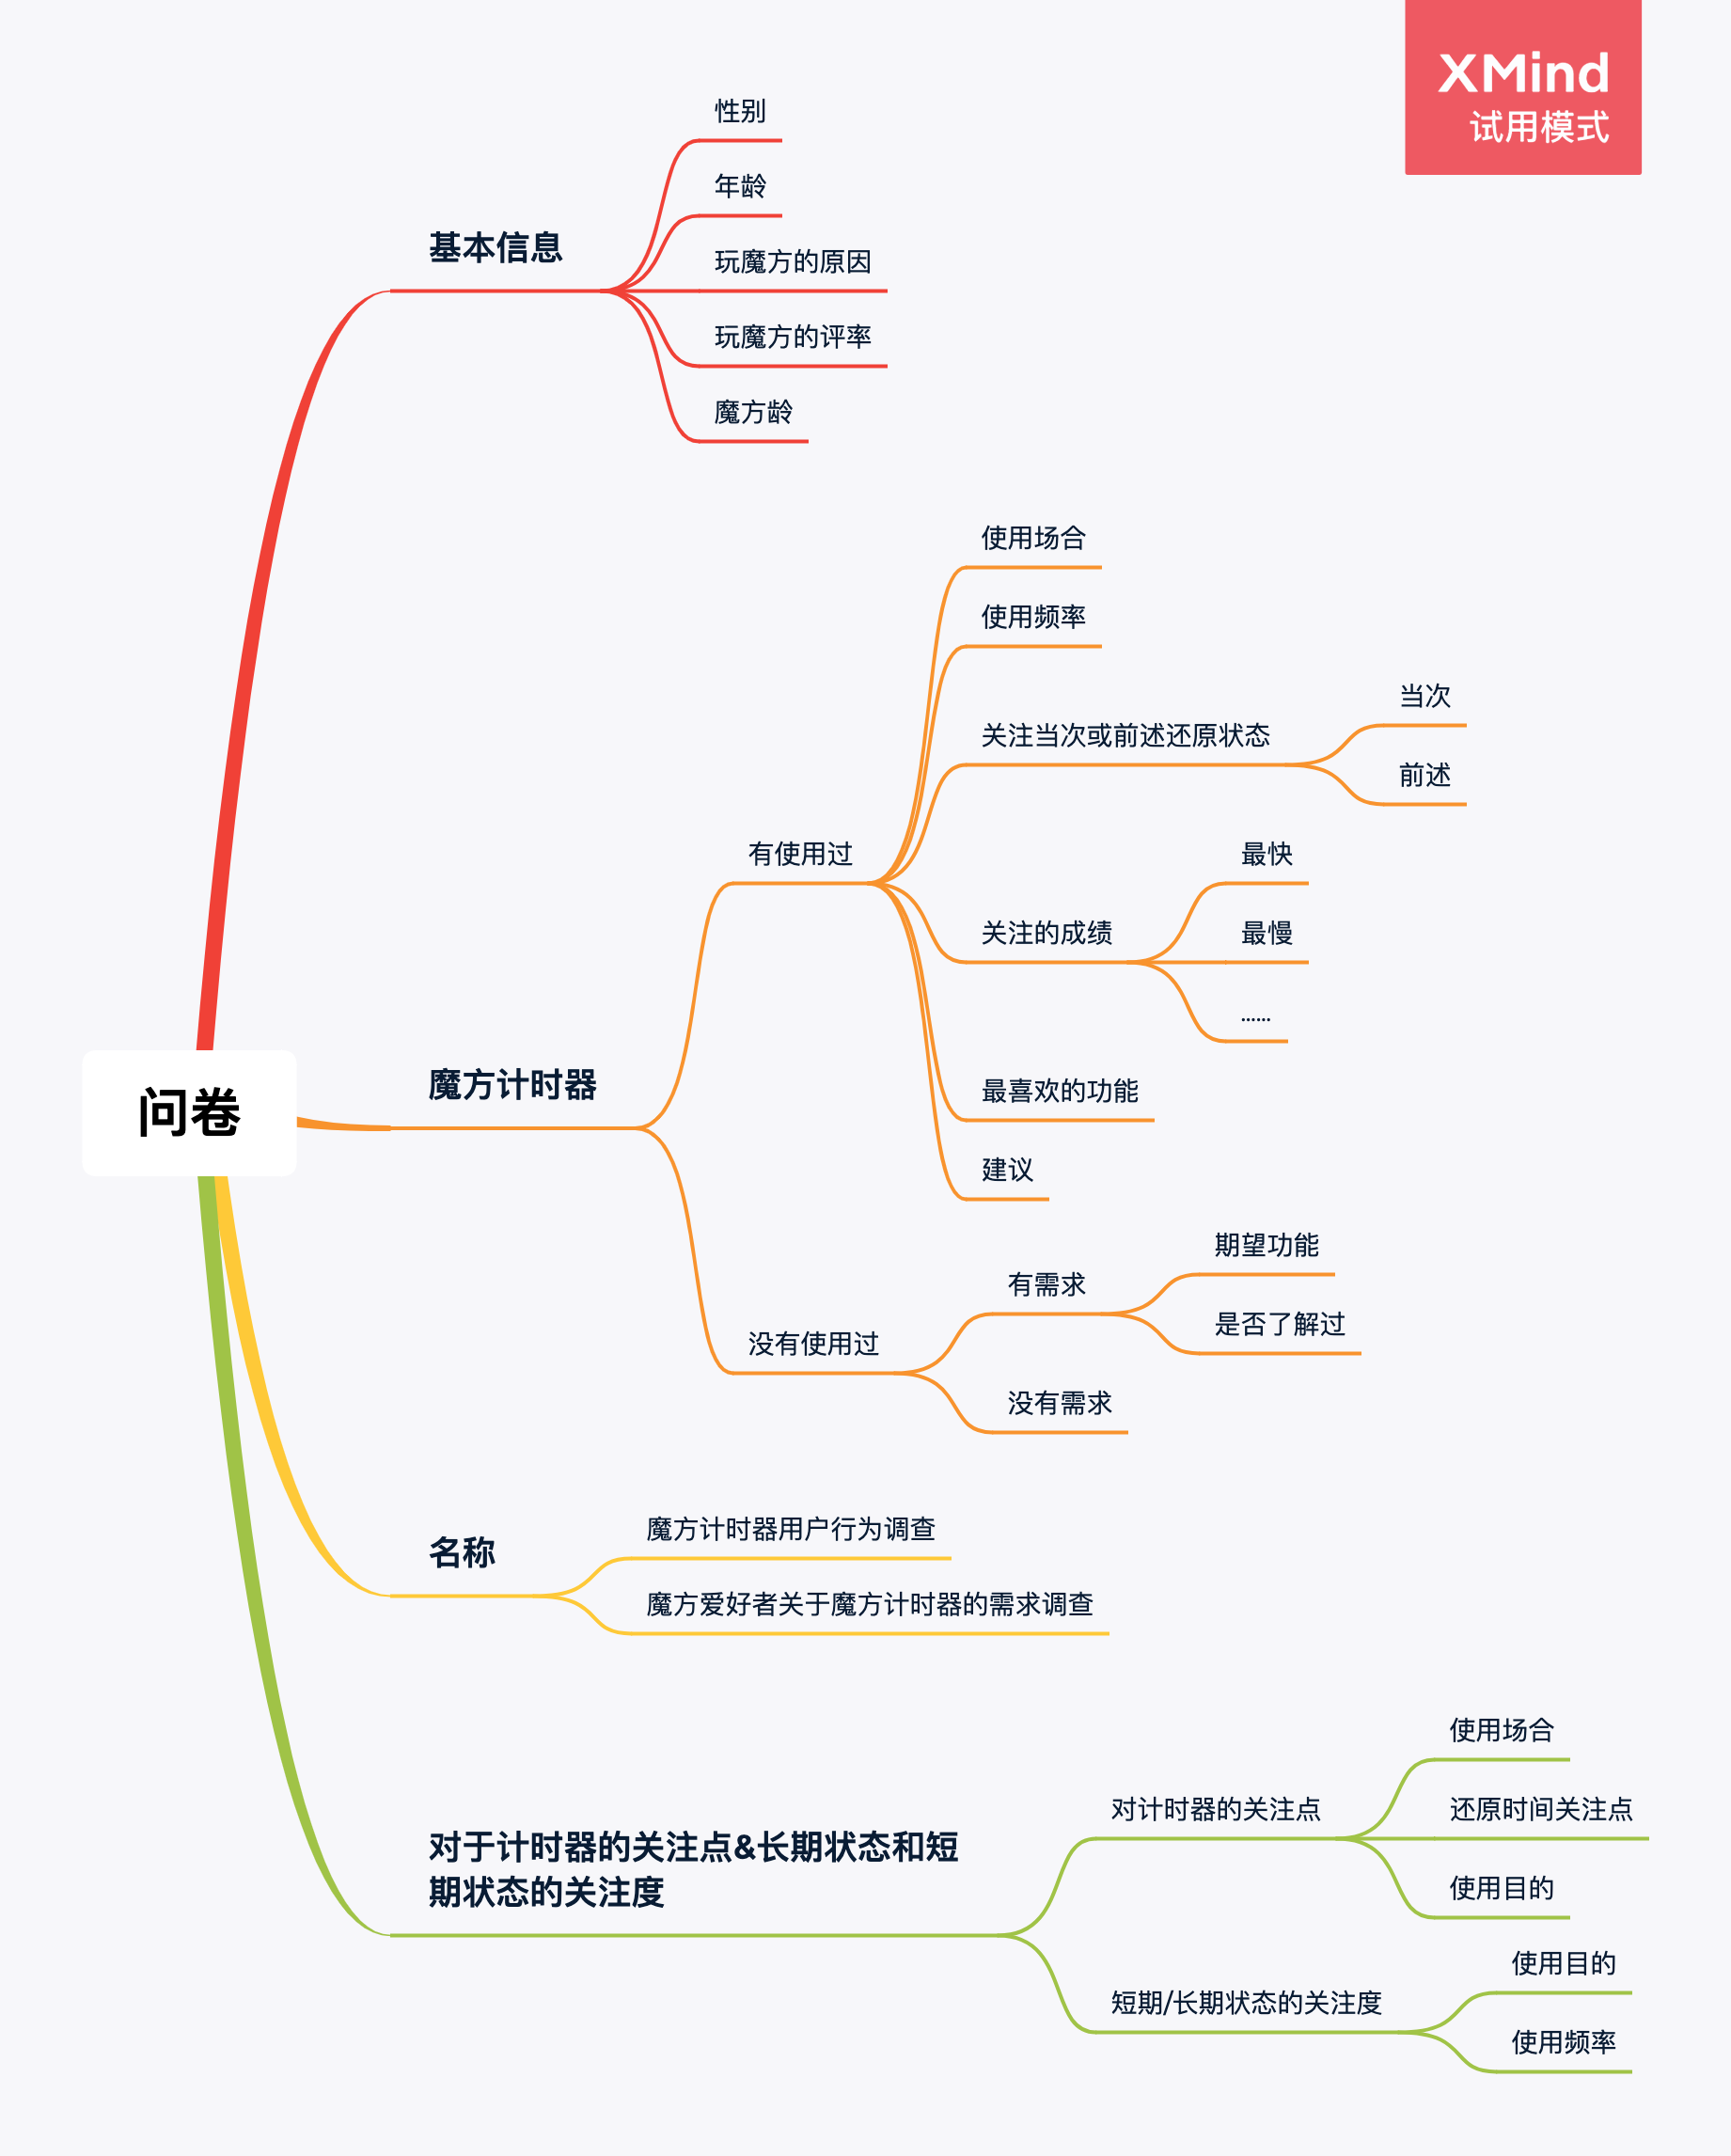 XMind
试用模式
性别
年龄
基本信息
玩魔方的原因
玩魔方的评率
魔方龄
使用场合
使用频率
当次
关注当次或前述还原状态
前述
有使用过
最快
关注的成绩
最慢
......
魔方计时器
最喜欢的功能
问卷
建议
期望功能
有需求
是否了解过
没有使用过
没有需求
魔方计时器用户行为调查
名称
魔方爱好者关于魔方计时器的需求调查
使用场合
对计时器的关注点
还原时间关注点
对于计时器的关注点&长期状态和短
期状态的关注度
使用目的
使用目的
短期/长期状态的关注度
使用频率